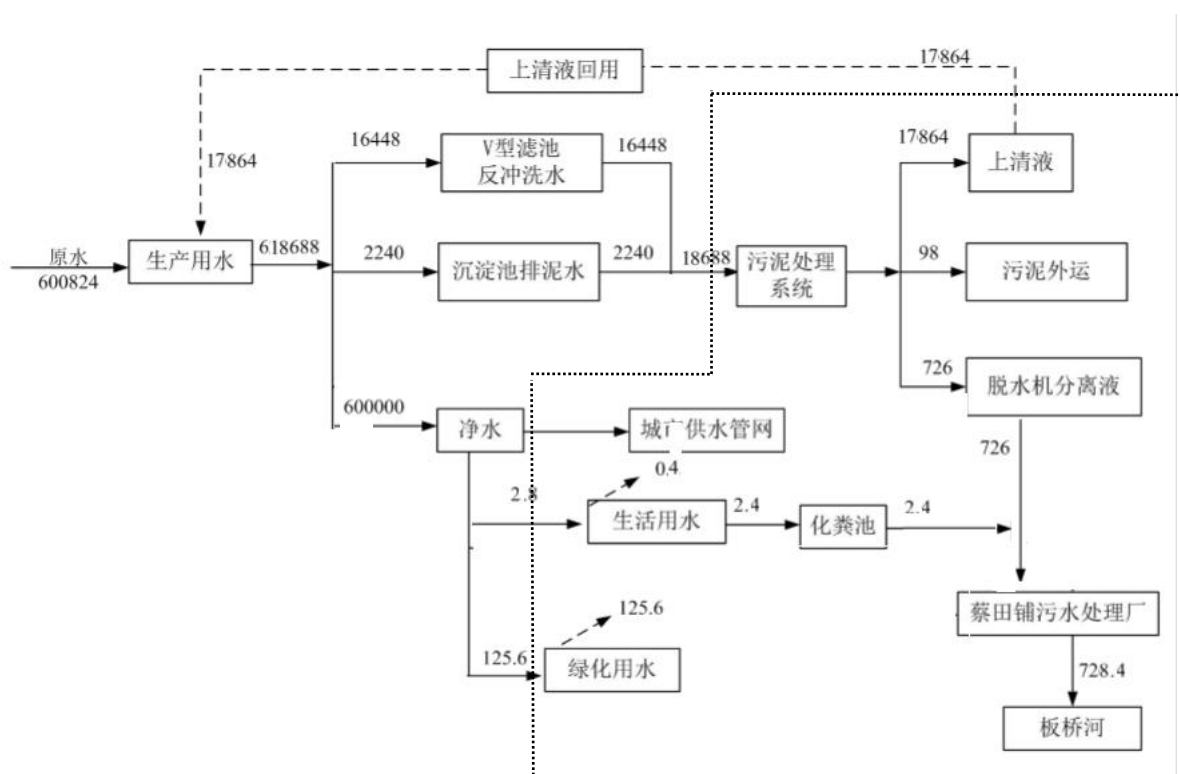 17864
上清液回用
16448
V型滤池
反冲洗水
16448
17864
上清液
17864
原水
600824
生产用水
618688
2240
沉淀池排泥水
2240
18688
污泥处理
系统
98
污泥外运
726
脱水机分离液
600000
净水
城市供水管网
726
0.4
2.8
生活用水
2.4
化粪池
2.4
125.6
蔡田铺污水处理厂
125.6
绿化用水
728.4
板桥河